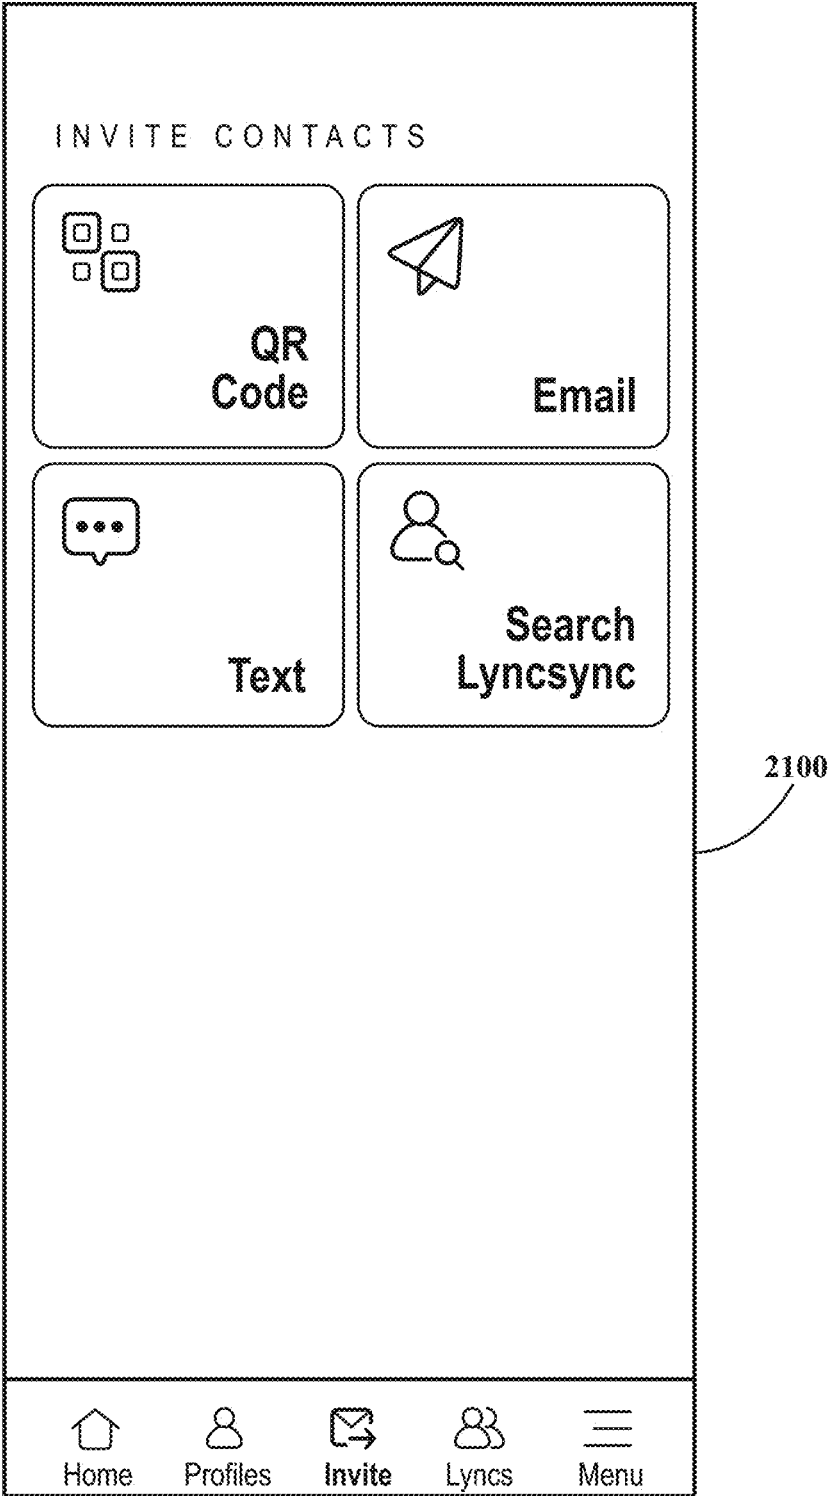 INVITE CONTACTS
QR
Code
Email
Text
Search
Lyncsync
2100
Home
Profiles
Invite
Lyncs
Menu